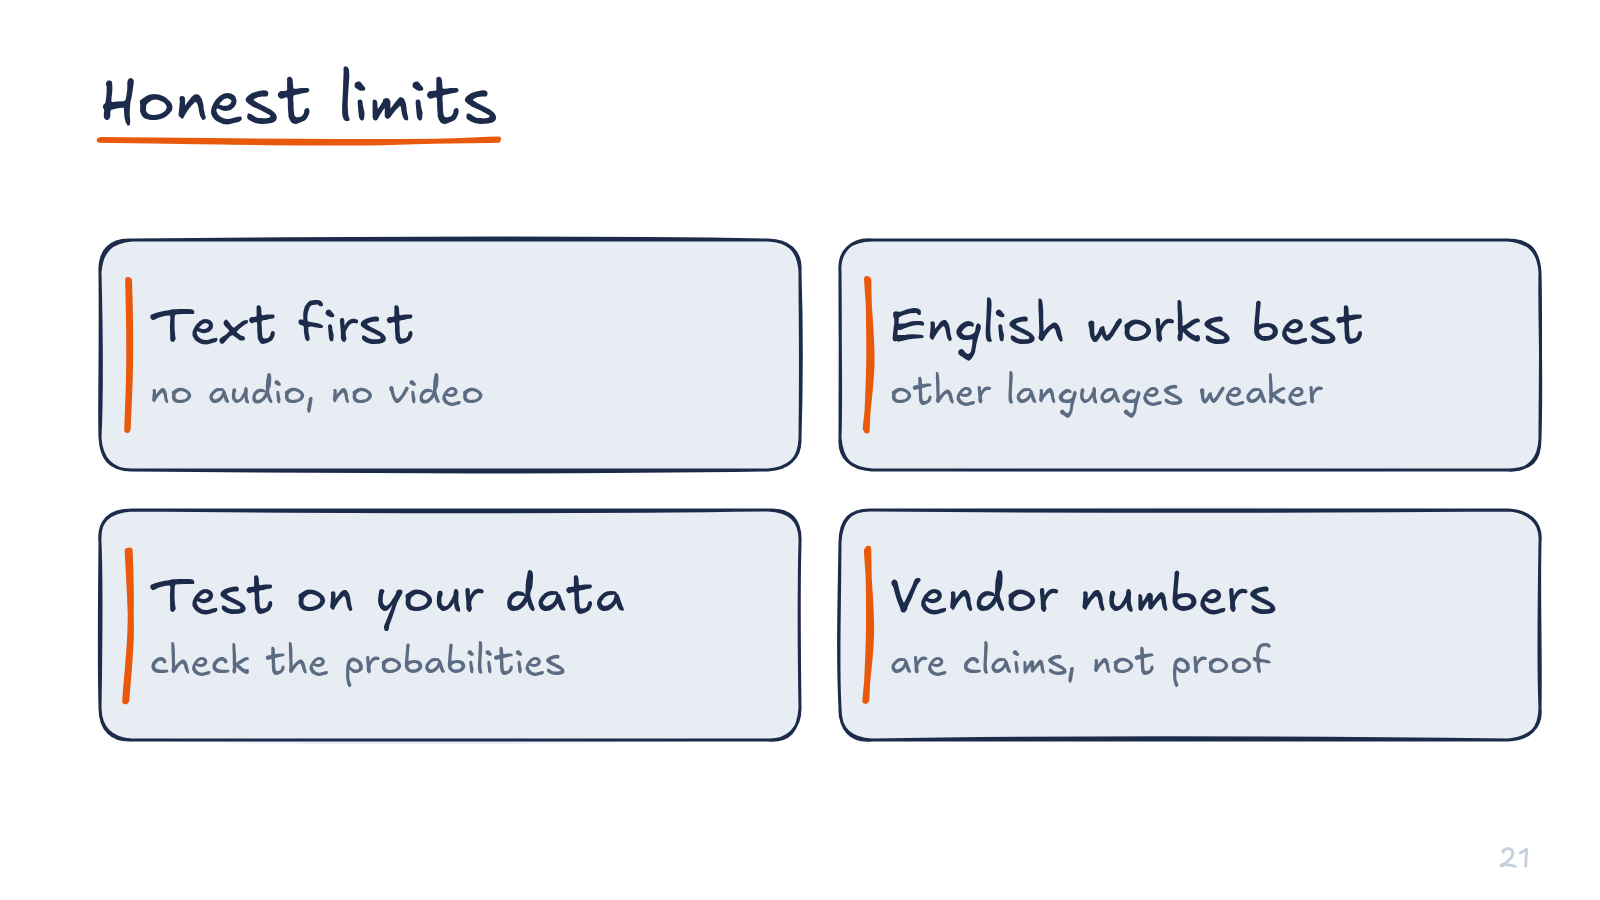 Honest limits
Text first
no audio, no video
English works best
other languages weaker
Test on your data
check the probabilities
Vendor numbers
are claims, not proof
21